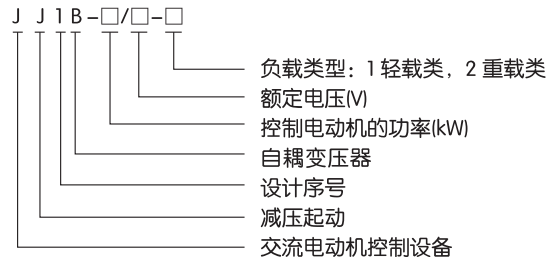 JJ1B-□/□-□
负载类型：1轻载类，2重载类
额定电压(V)
控制电动机的功率(kW)
自耦变压器
设计序号
减压起动
交流电动机控制设备